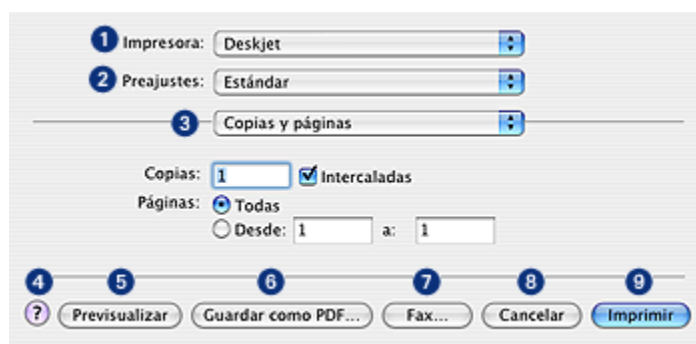 1 Impresora: Deskjet
2 Preajustes: Estándar
3 Copias y páginas
Copias: 1 Intercaladas
Páginas: Todas
Desde: 1 a: 1
4 5 6 7 8 9
? Previsualizar Guardar como PDF... Fax... Cancelar Imprimir